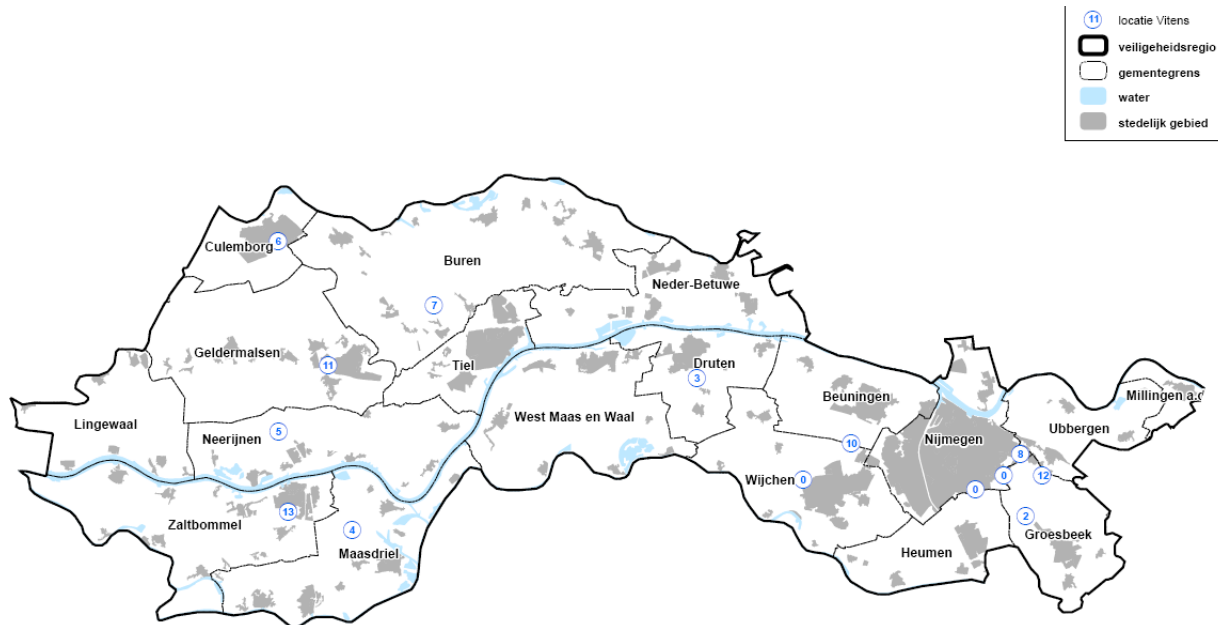 11 locatie Vitens
veiligeheidsregio
gementegrens
water
stedelijk gebied
Culemborg
6
Buren
Neder-Betuwe
7
Geldermalsen
11
Tiel
Druten
3
Lingewaal
Neerijnen
5
West Maas en Waal
Beuningen
Millingen a.d
Ubbergen
Nijmegen
10
8
Wijchen
0
0
12
0
Zaltbommel
13
4
Maasdriel
2
Groesbeek
Heumen